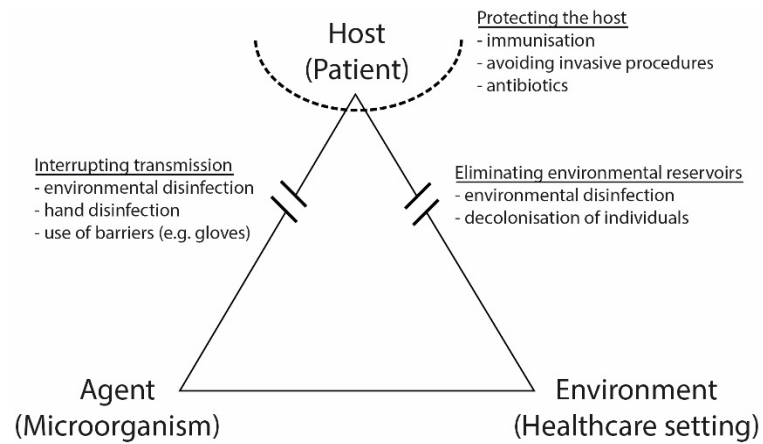 Host
(Patient)
Protecting the host
- immunisation
- avoiding invasive procedures
- antibiotics
Interrupting transmission
- environmental disinfection
- hand disinfection
- use of barriers (e.g. gloves)
Eliminating environmental reservoirs
- environmental disinfection
- decolonisation of individuals
Agent
(Microorganism)
Environment
(Healthcare setting)